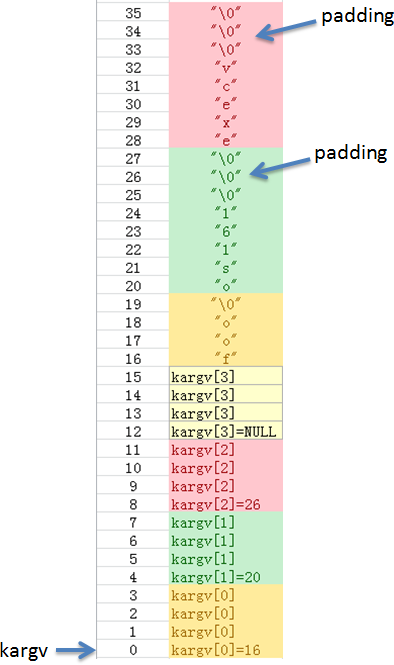 35 "\0"
padding
34 "\0"
33 "\0"
32 "v"
31 "c"
30 "e"
29 "x"
28 "e"
27 "\0"
padding
26 "\0"
25 "\0"
24 "1"
23 "6"
22 "1"
21 "s"
20 "o"
19 "\0"
18 "o"
17 "o"
16 "f"
15 kargv[3]
14 kargv[3]
13 kargv[3]
12 kargv[3]=NULL
11 kargv[2]
10 kargv[2]
9 kargv[2]
8 kargv[2]=26
7 kargv[1]
6 kargv[1]
5 kargv[1]
4 kargv[1]=20
3 kargv[0]
2 kargv[0]
1 kargv[0]
kargv 0 kargv[0]=16